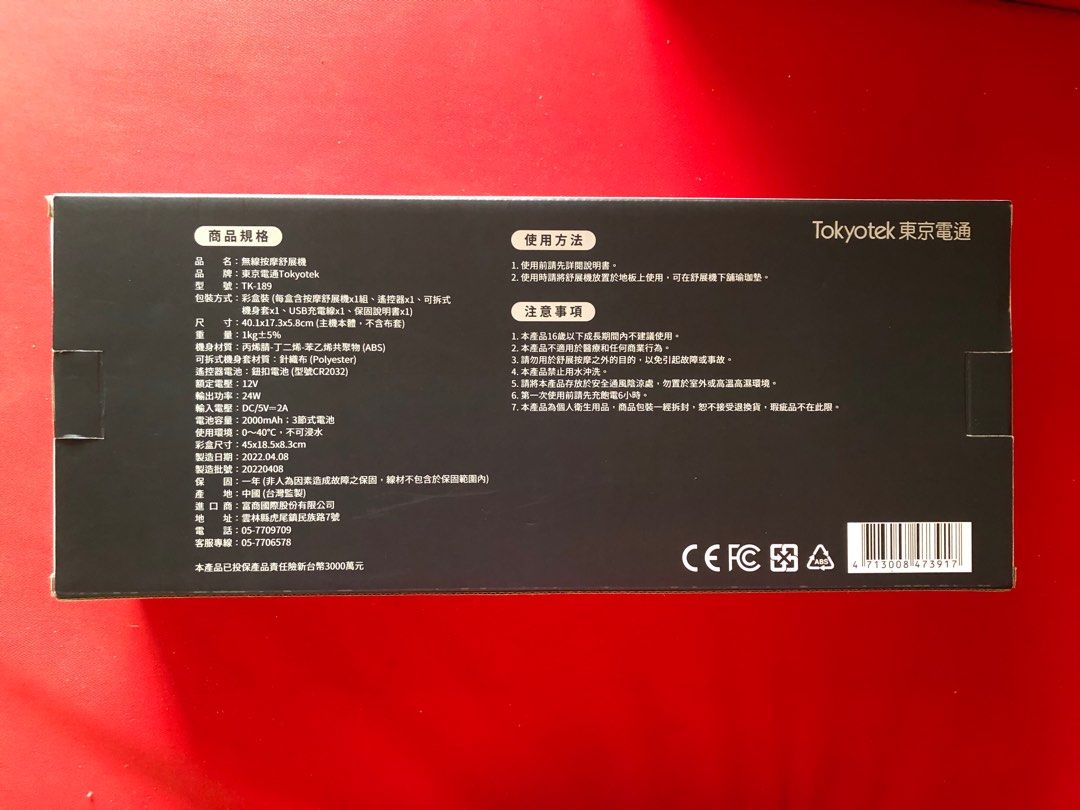 商品規格
品　　名：無線按摩舒展機
品　　牌：東京電通Tokyotek
型　　號：TK-189
包裝方式：彩盒裝 (每盒含按摩舒展機x1組、遙控器x1、可拆式
機身套x1、USB充電線x1、保固說明書x1)
尺　　寸：40.1x17.3x5.8cm (主機本體，不含布套)
重　　量：1kg±5%
機身材質：丙烯腈-丁二烯-苯乙烯共聚物 (ABS)
可拆式機身套材質：針織布 (Polyester)
遙控器電池：鈕扣電池 (型號CR2032)
額定電壓：12V
輸出功率：24W
輸入電壓：DC/5V⎓2A
電池容量：2000mAh；3節式電池
使用環境：0～40°C，不可浸水
彩盒尺寸：45x18.5x8.3cm
製造日期：2022.04.08
製造批號：20220408
保　　固：一年 (非人為因素造成故障之保固，線材不包含於保固範圍內)
產　　地：中國 (台灣監製)
進 口 商：富商國際股份有限公司
地　　址：雲林縣虎尾鎮民族路7號
電　　話：05-7709709
客服專線：05-7706578
本產品已投保產品責任險新台幣3000萬元
使用方法
1. 使用前請先詳閱說明書。
2. 使用時請將舒展機放置於地板上使用，可在舒展機下舖瑜珈墊。
注意事項
1. 本產品16歲以下成長期間內不建議使用。
2. 本產品不適用於醫療和任何商業行為。
3. 請勿用於舒展按摩之外的目的，以免引起故障或事故。
4. 本產品禁止用水沖洗。
5. 請將本產品存放於安全通風陰涼處，勿置於室外或高溫高濕環境。
6. 第一次使用前請先充飽電6小時。
7. 本產品為個人衛生用品，商品包裝一經拆封，恕不接受退換貨，瑕疵品不在此限。
Tokyotek 東京電通
CE FC ABS
4 713008 473917